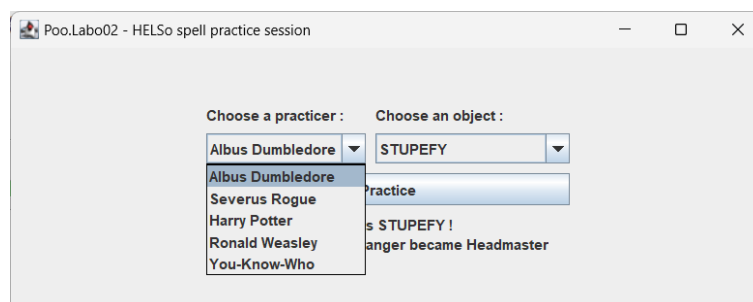 Poo.Labo02 - HELSo spell practice session
Choose a practicer : Choose an object :
Albus Dumbledore STUPEFY
Albus Dumbledore
Severus Rogue
Harry Potter
Ronald Weasley
You-Know-Who
Practice
s STUPEFY !
anger became Headmaster